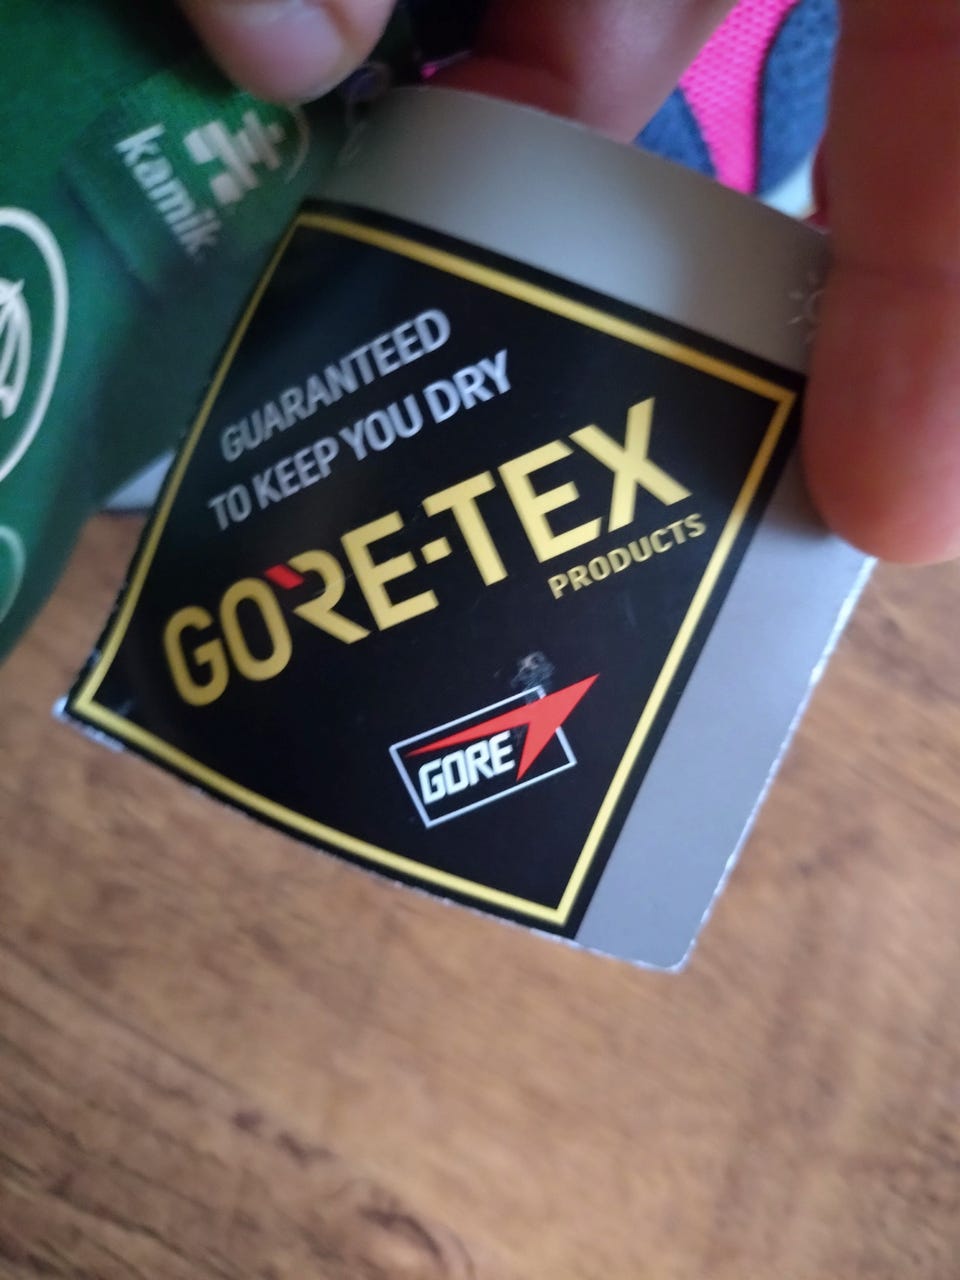 kamik
GUARANTEED
TO KEEP YOU DRY
GORE-TEX
PRODUCTS
GORE